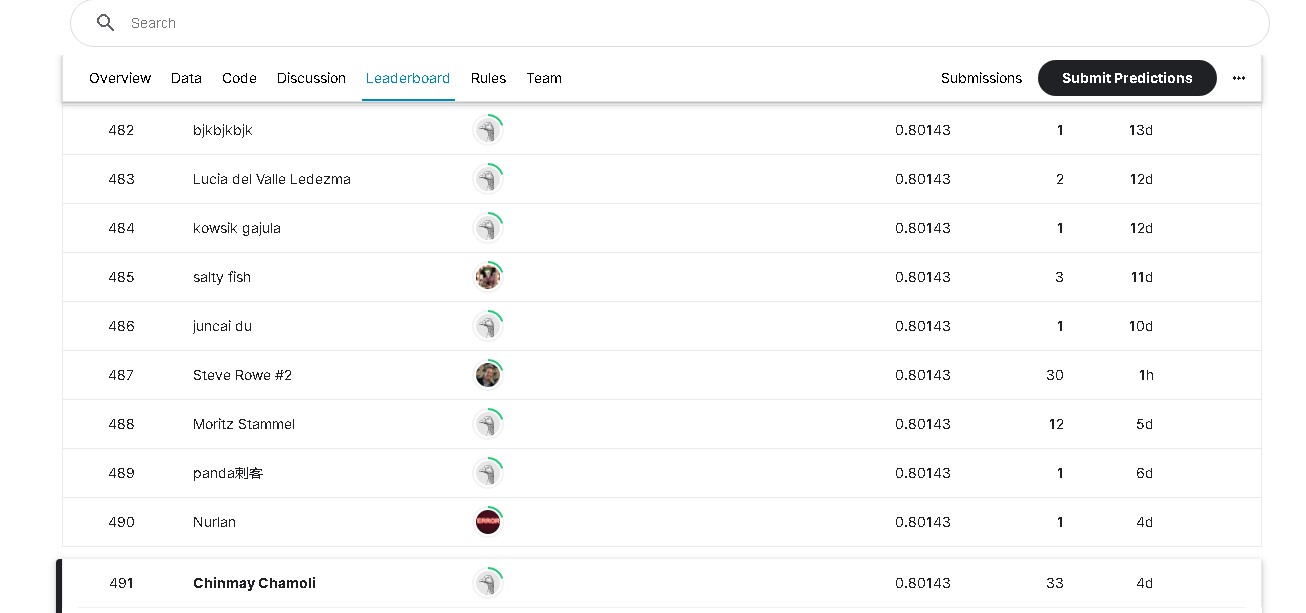 Search
Overview Data Code Discussion Leaderboard Rules Team Submissions Submit Predictions
482 bjkbjkbjk 0.80143 1 13d
483 Lucia del Valle Ledezma 0.80143 2 12d
484 kowsik gajula 0.80143 1 12d
485 salty fish 0.80143 3 11d
486 juncai du 0.80143 1 10d
487 Steve Rowe #2 0.80143 30 1h
488 Moritz Stammel 0.80143 12 5d
489 panda刺客 0.80143 1 6d
490 ERROR Nurlan 0.80143 1 4d
491 Chinmay Chamoli 0.80143 33 4d